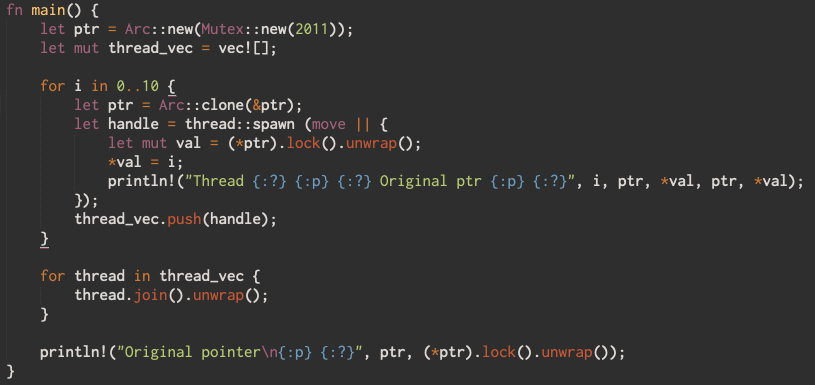 fn main() {
    let ptr = Arc::new(Mutex::new(2011));
    let mut thread_vec = vec![];

    for i in 0..10 {
        let ptr = Arc::clone(&ptr);
        let handle = thread::spawn (move || {
            let mut val = (*ptr).lock().unwrap();
            *val = i;
            println!("Thread {:?} {:p} {:?} Original ptr {:p} {:?}", i, ptr, *val, ptr, *val);
        });
        thread_vec.push(handle);
    }

    for thread in thread_vec {
        thread.join().unwrap();
    }

    println!("Original pointer\n{:p} {:?}", ptr, (*ptr).lock().unwrap());
}